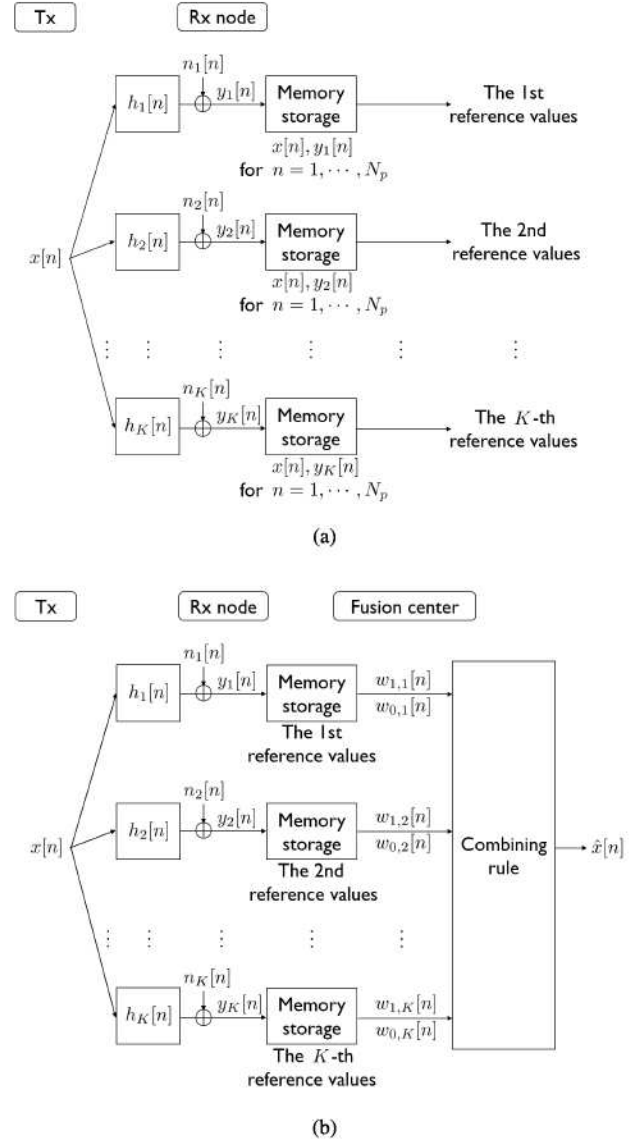 Tx Rx node
n_1[n]
h_1[n] y_1[n] Memory storage The 1st reference values
x[n], y_1[n]
for n = 1, ⋯, N_p
n_2[n]
x[n] h_2[n] y_2[n] Memory storage The 2nd reference values
x[n], y_2[n]
for n = 1, ⋯, N_p
⋮ ⋮ ⋮ ⋮ ⋮ ⋮
n_K[n]
h_K[n] y_K[n] Memory storage The K-th reference values
x[n], y_K[n]
for n = 1, ⋯, N_p
(a)
Tx Rx node Fusion center
n_1[n]
h_1[n] y_1[n] Memory storage w_{1,1}[n]
w_{0,1}[n]
The 1st
reference values
n_2[n]
x[n] h_2[n] y_2[n] Memory storage w_{1,2}[n]
w_{0,2}[n]
Combining rule x̂[n]
The 2nd
reference values
⋮ ⋮ ⋮ ⋮ ⋮
n_K[n]
h_K[n] y_K[n] Memory storage w_{1,K}[n]
w_{0,K}[n]
The K-th
reference values
(b)